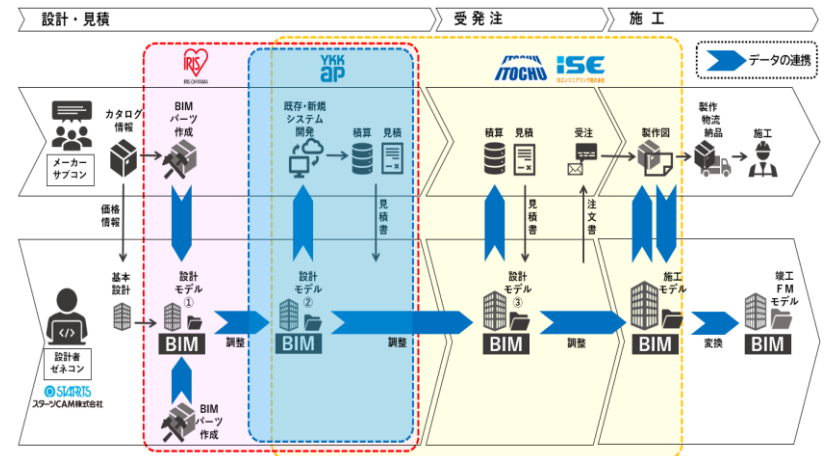 設計・見積
受発注
施工
IRIS
IRIS OHYAMA
YKK
ap
ITOCHU
ISE
ISエンジニアリング株式会社
データの連携
メーカー
サブコン
カタログ
情報
BIM
パーツ
作成
既存・新規
システム
開発
積算
見積
積算
見積
受注
製作図
製作
物流
納品
施工
価格
情報
見積書
見積書
注文書
設計者
ゼネコン
STARTS
スターツCAM株式会社
基本
設計
設計
モデル
①
BIM
調整
BIM
パーツ
作成
設計
モデル
②
BIM
調整
設計
モデル
③
BIM
調整
施工
モデル
BIM
変換
竣工
FM
モデル
BIM